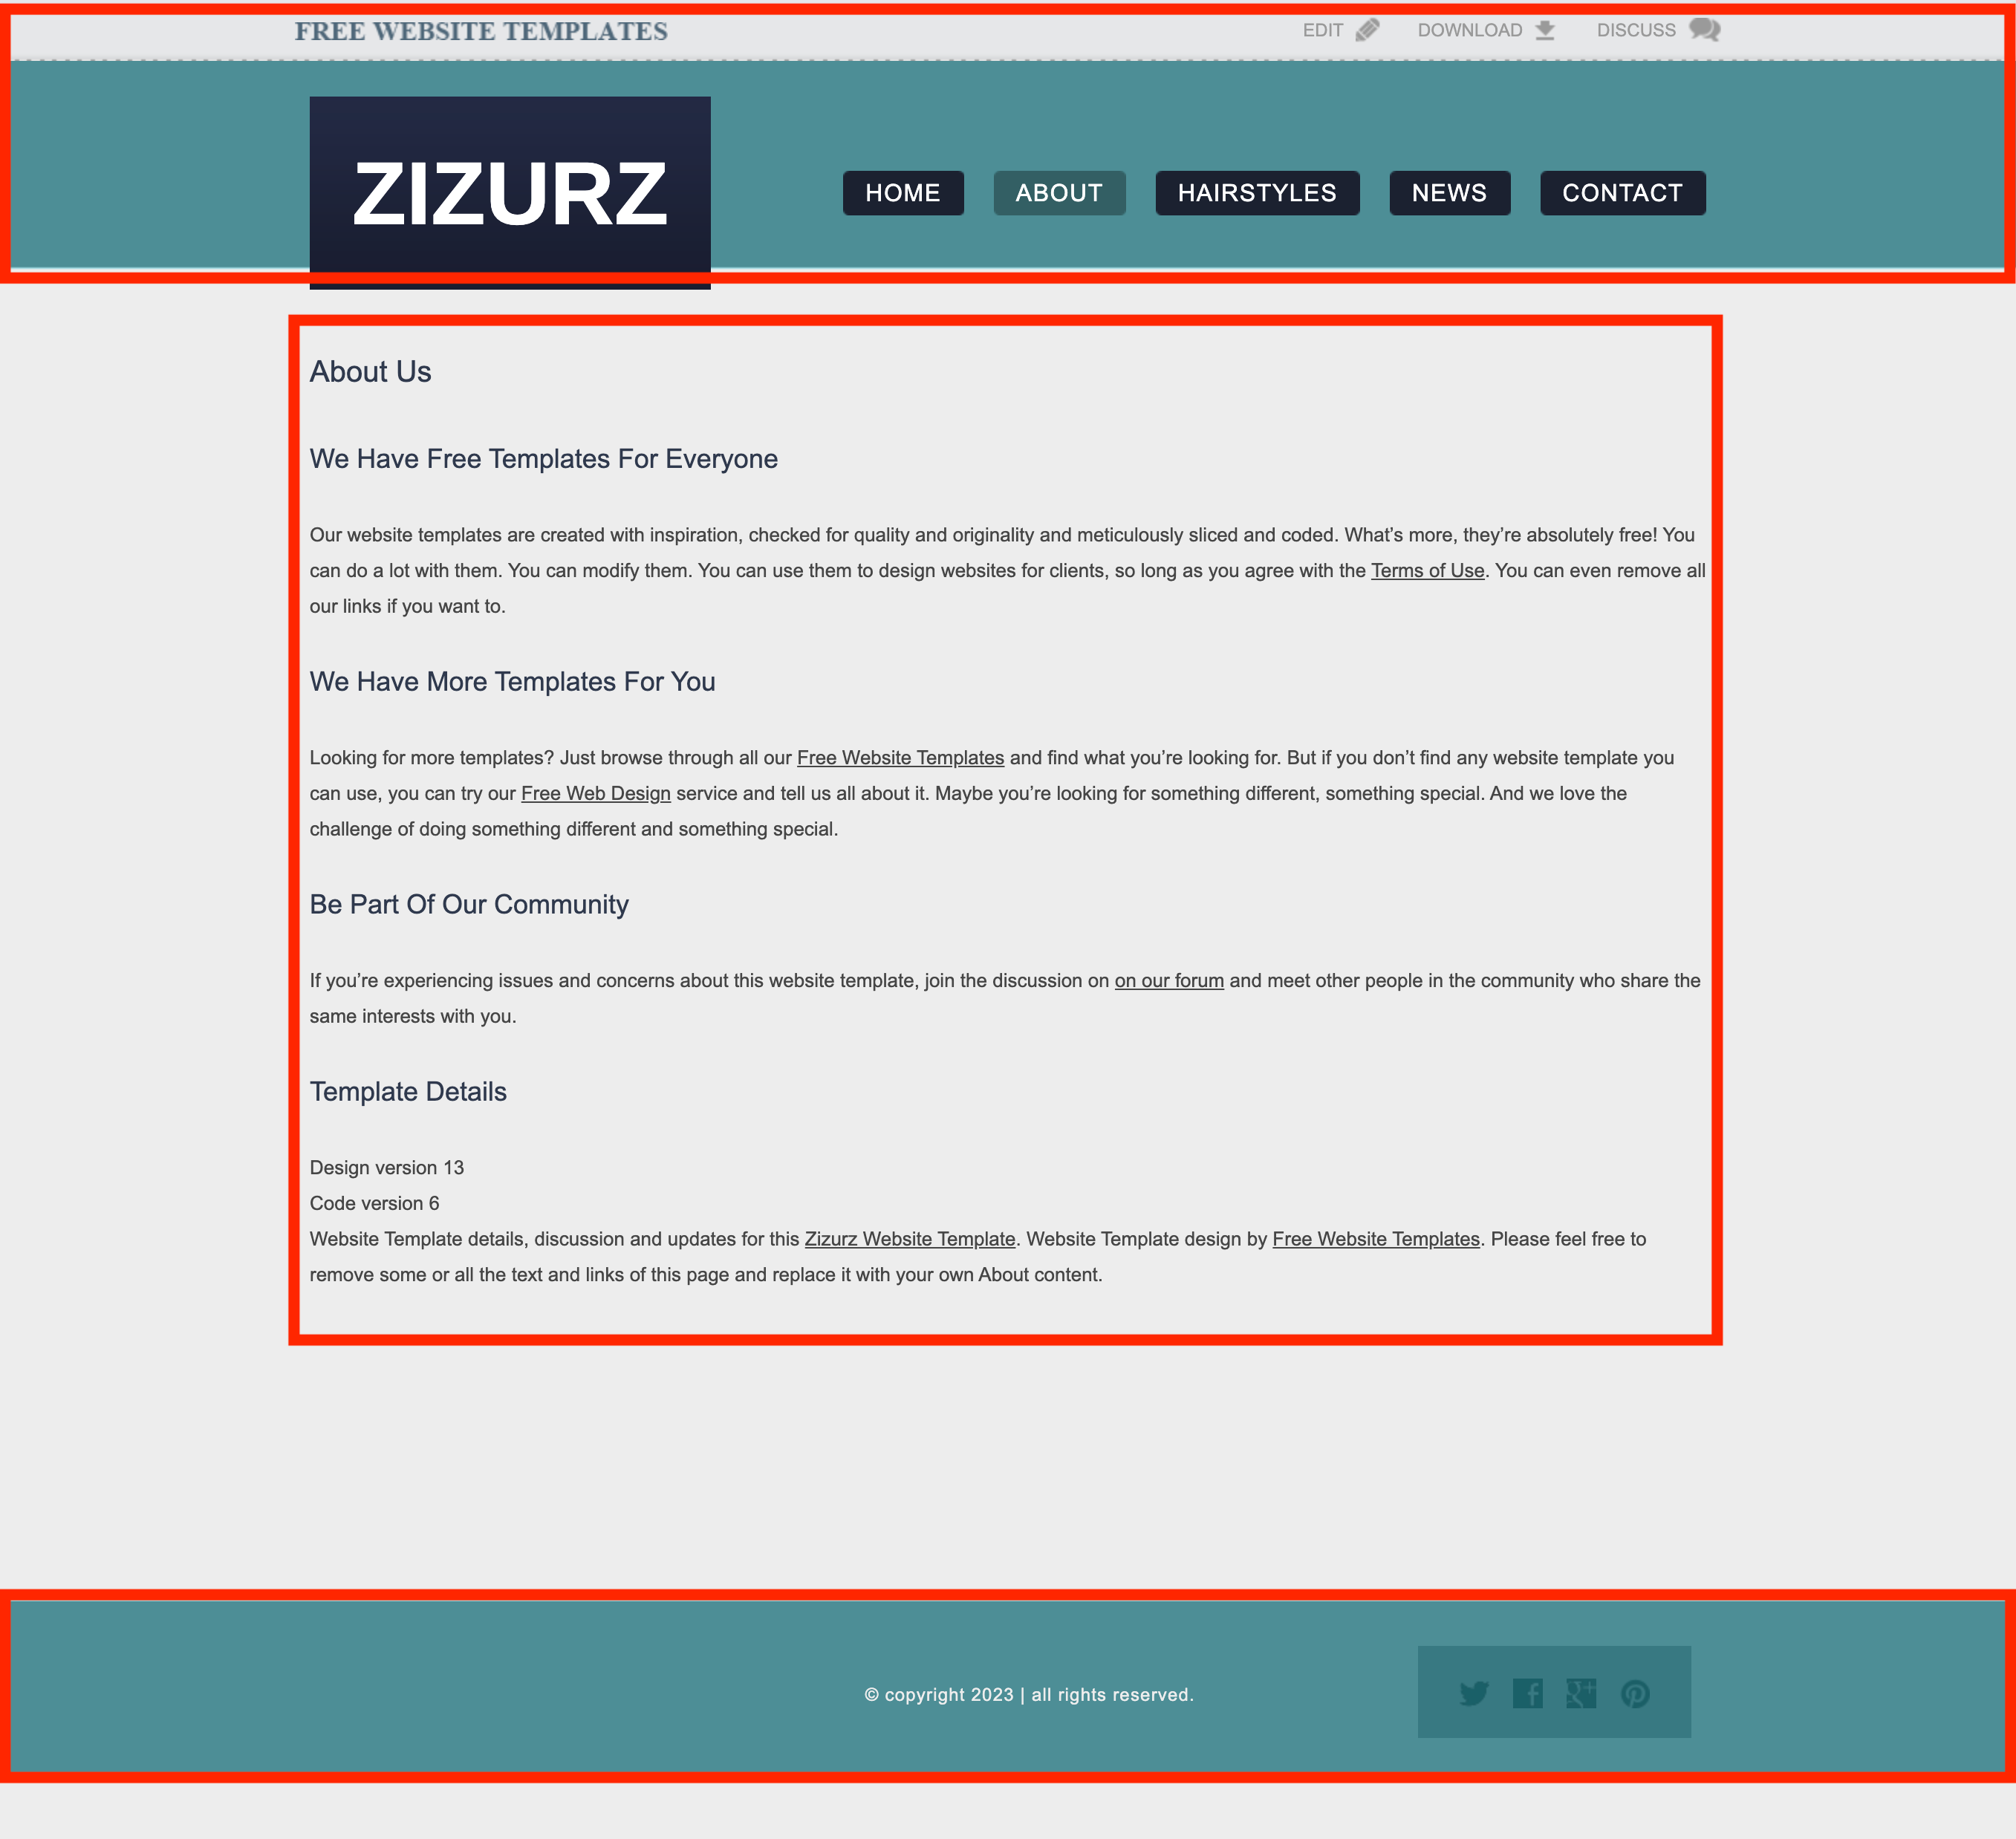 FREE WEBSITE TEMPLATES
EDIT DOWNLOAD DISCUSS
ZIZURZ
HOME ABOUT HAIRSTYLES NEWS CONTACT
About Us
We Have Free Templates For Everyone
Our website templates are created with inspiration, checked for quality and originality and meticulously sliced and coded. What’s more, they’re absolutely free! You
can do a lot with them. You can modify them. You can use them to design websites for clients, so long as you agree with the Terms of Use. You can even remove all
our links if you want to.
We Have More Templates For You
Looking for more templates? Just browse through all our Free Website Templates and find what you’re looking for. But if you don’t find any website template you
can use, you can try our Free Web Design service and tell us all about it. Maybe you’re looking for something different, something special. And we love the
challenge of doing something different and something special.
Be Part Of Our Community
If you’re experiencing issues and concerns about this website template, join the discussion on on our forum and meet other people in the community who share the
same interests with you.
Template Details
Design version 13
Code version 6
Website Template details, discussion and updates for this Zizurz Website Template. Website Template design by Free Website Templates. Please feel free to
remove some or all the text and links of this page and replace it with your own About content.
© copyright 2023 | all rights reserved.